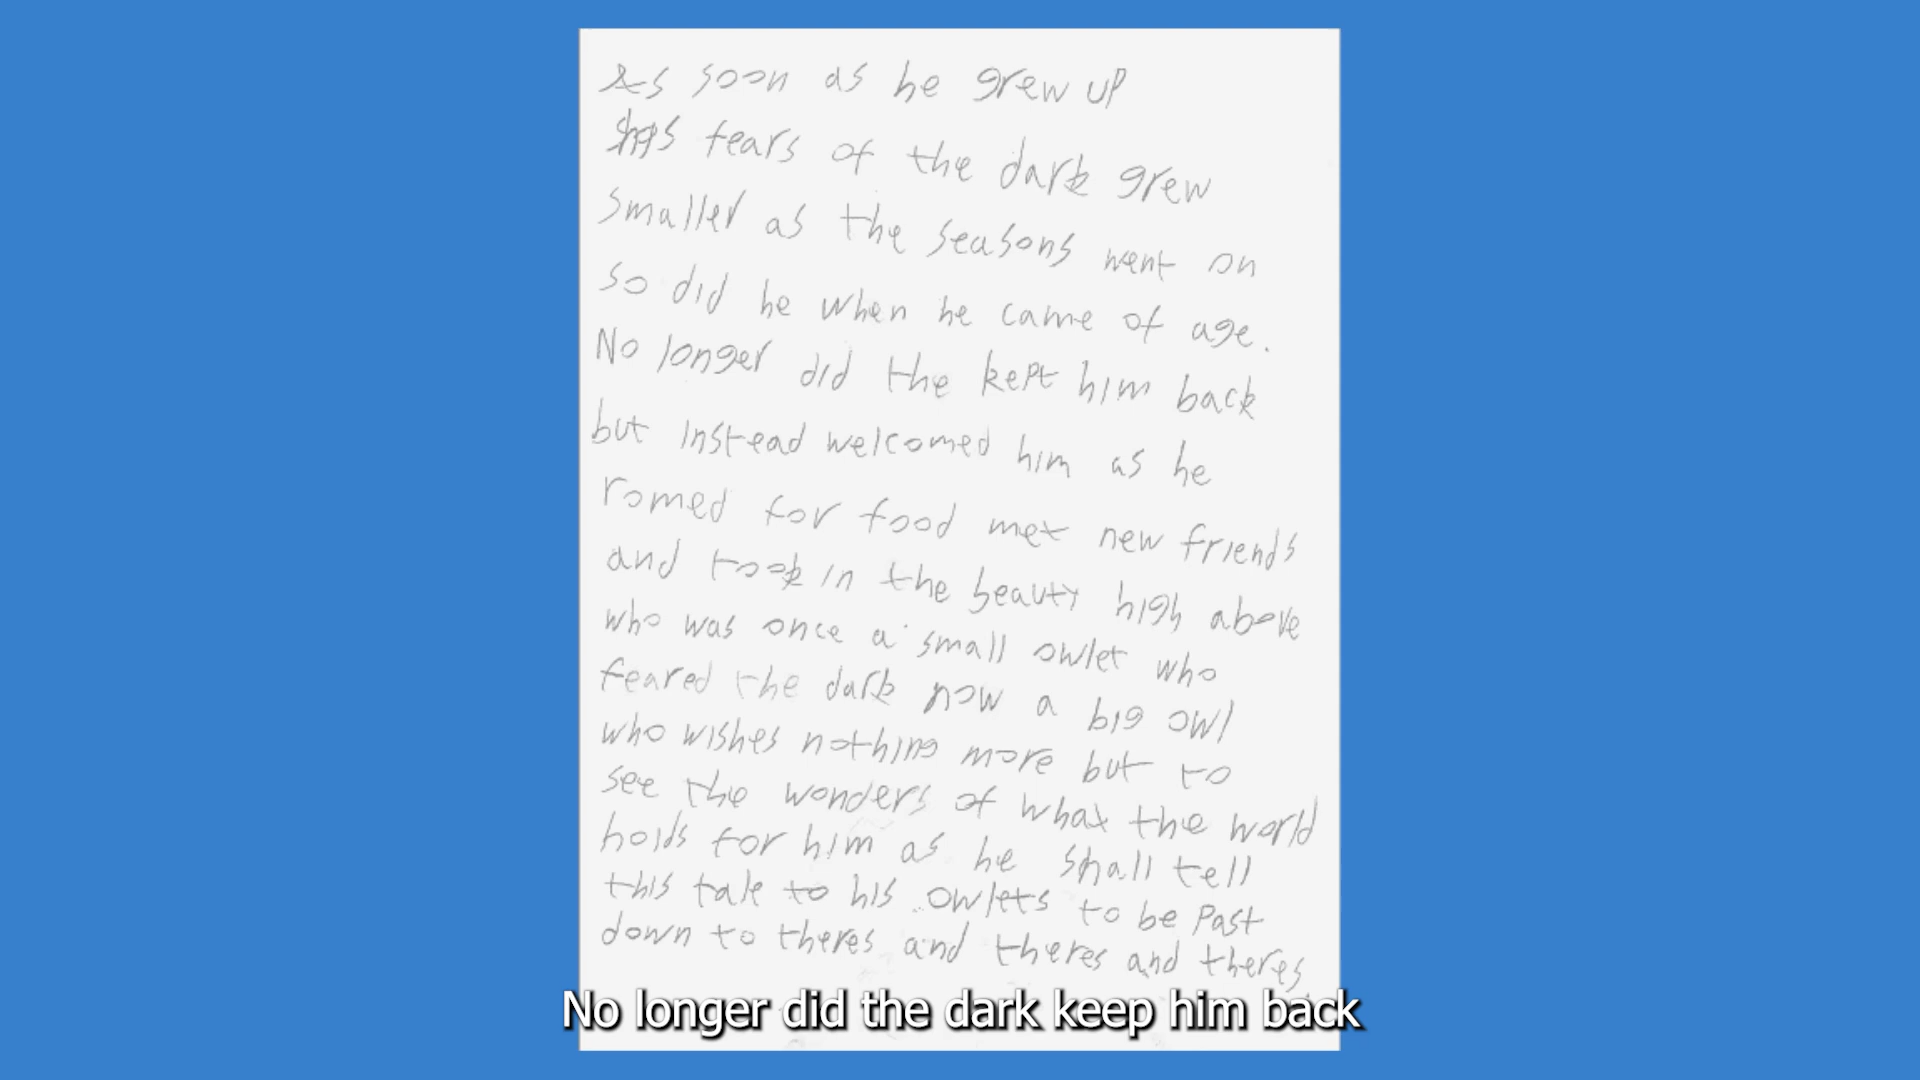 As soon as he grew up
his fears of the dark grew
smaller as the seasons went on
so did he when he came of age.
No longer did the kept him back
but instead welcomed him as he
romed for food met new friends
and took in the beauty high above
who was once a small owlet who
feared the dark now a big owl
who wishes nothing more but to
see the wonders of what the world
holds for him as he shall tell
this tale to his owlets to be past
down to theres and theres and theres.
No longer did the dark keep him back